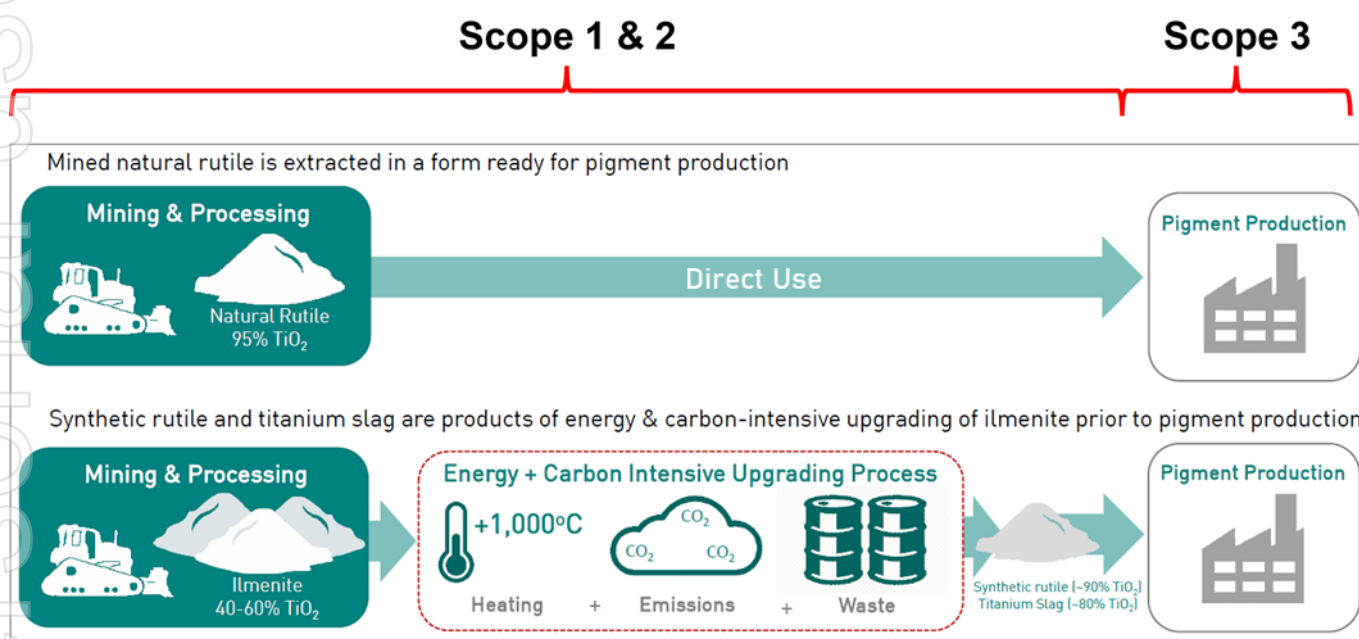 Scope 1 & 2
Scope 3
Mined natural rutile is extracted in a form ready for pigment production
Mining & Processing
Natural Rutile
95% TiO₂
Direct Use
Pigment Production
Synthetic rutile and titanium slag are products of energy & carbon-intensive upgrading of ilmenite prior to pigment production
Mining & Processing
Ilmenite
40-60% TiO₂
Energy + Carbon Intensive Upgrading Process
+1,000°C
CO₂
CO₂
CO₂
Heating + Emissions + Waste
Synthetic rutile (~90% TiO₂)
Titanium Slag (~80% TiO₂)
Pigment Production